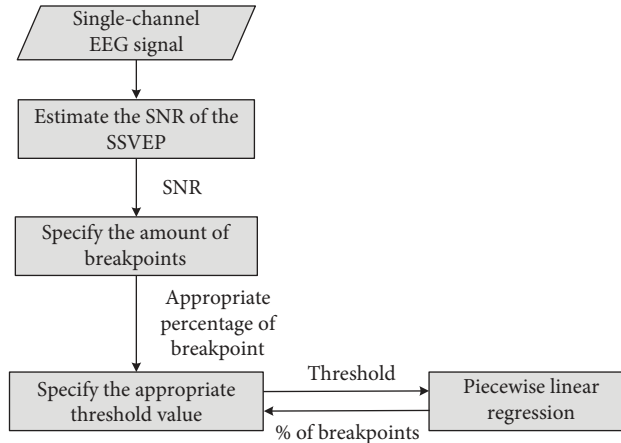 Single-channel
EEG signal
Estimate the SNR of the
SSVEP
SNR
Specify the amount of
breakpoints
Appropriate
percentage of
breakpoint
Specify the appropriate
threshold value
Threshold
% of breakpoints
Piecewise linear
regression